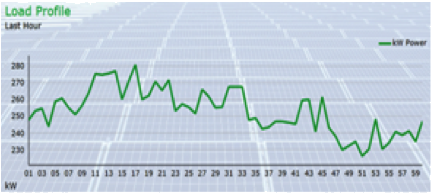 Load Profile
Last Hour
kW Power
280
270
260
250
240
230
01 03 05 07 09 11 13 15 17 19 21 23 25 27 29 31 33 35 37 39 41 43 45 47 49 51 53 55 57 59
kW